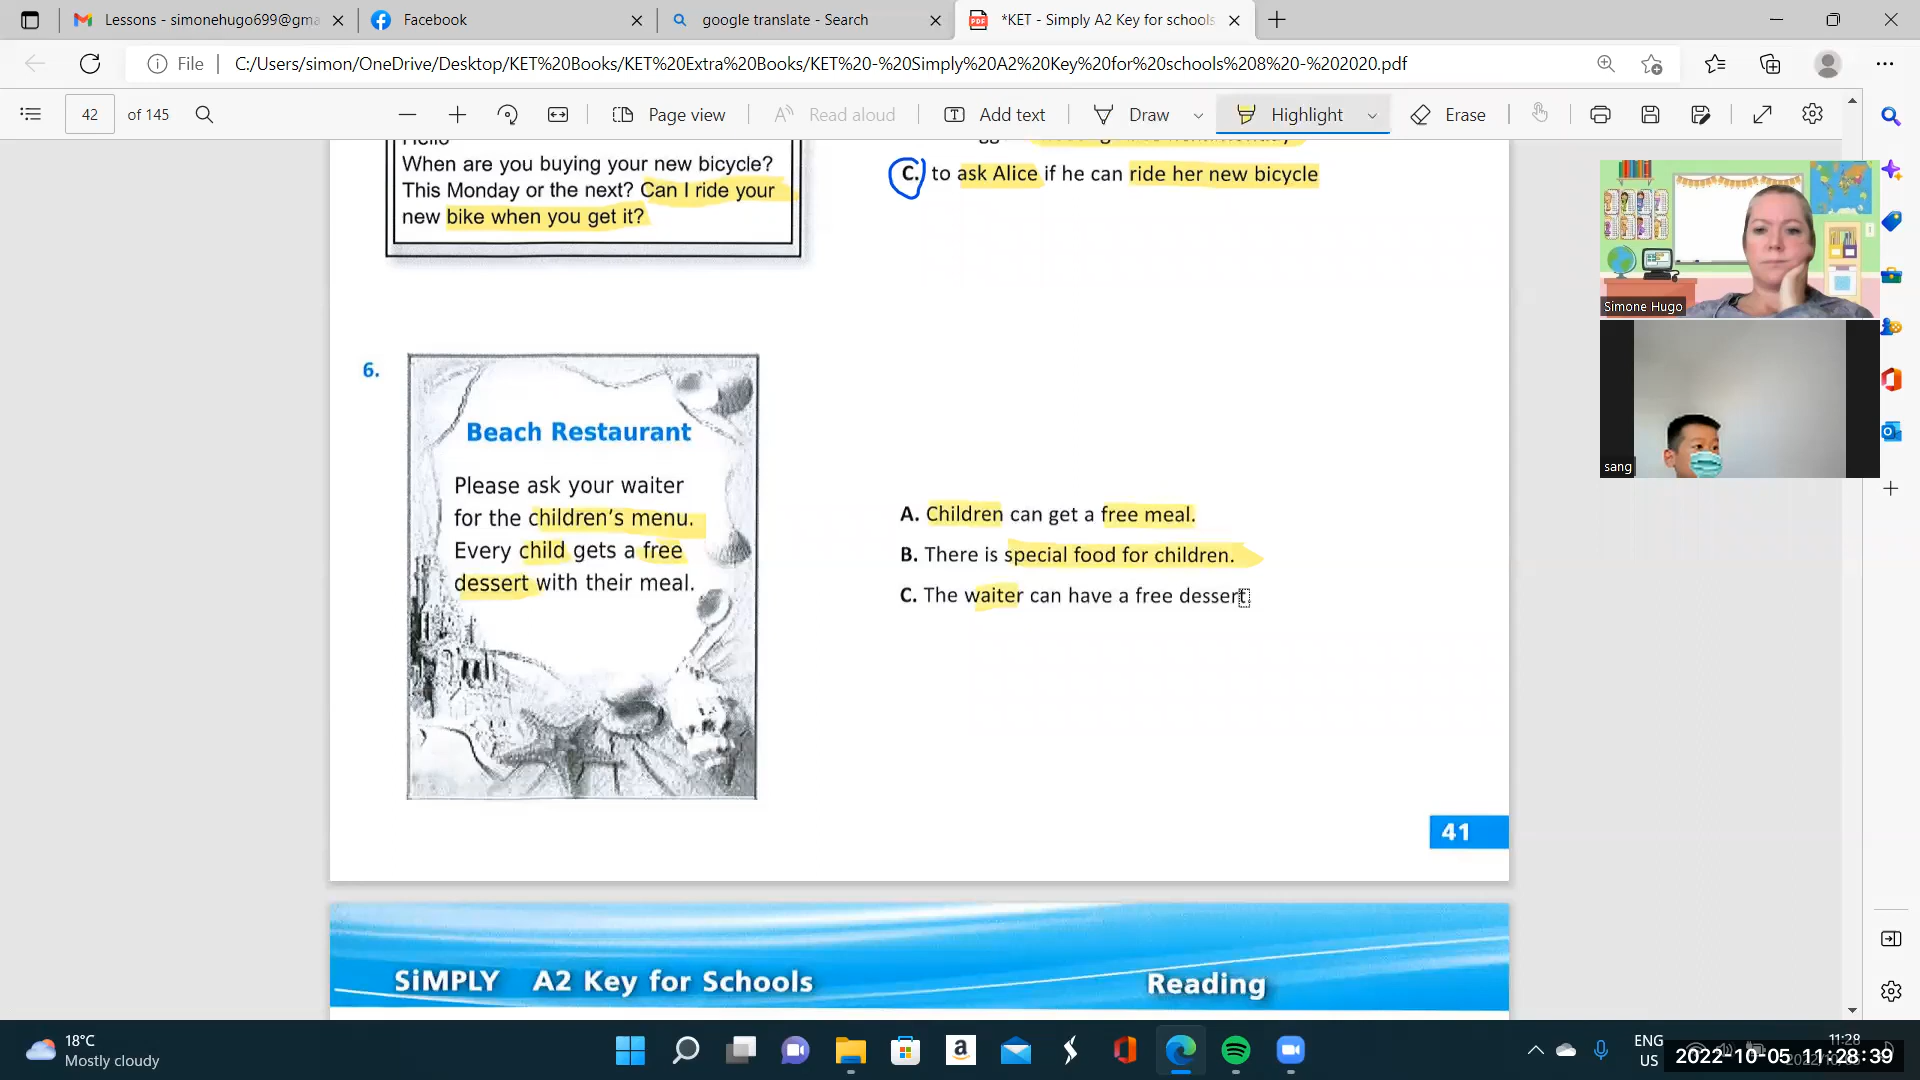 Lessons - simonehugo699@gma
Facebook
google translate - Search
*KET - Simply A2 Key for schools
File
C:/Users/simon/OneDrive/Desktop/KET%20Books/KET%20Extra%20Books/KET%20-%20Simply%20A2%20Key%20for%20schools%208%20-%202020.pdf
42 of 145
Page view
Read aloud
Add text
Draw
Highlight
Erase
Hello
When are you buying your new bicycle?
This Monday or the next? Can I ride your
new bike when you get it?
C. to ask Alice if he can ride her new bicycle
6.
Beach Restaurant
Please ask your waiter
for the children's menu.
Every child gets a free
dessert with their meal.
A. Children can get a free meal.
B. There is special food for children.
C. The waiter can have a free dessert.
41
SiMPLY A2 Key for Schools
Reading
Simone Hugo
sang
18°C
Mostly cloudy
ENG
US
11:28
2022-10-05 11:28:39